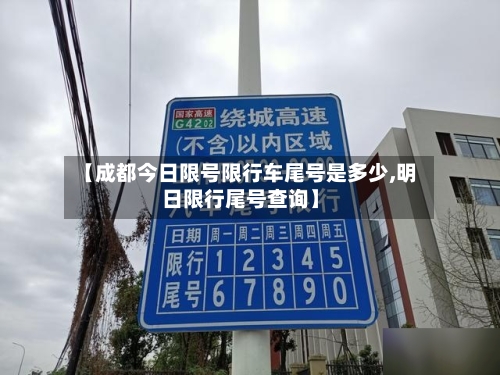 国家高速
G4202
绕城高速
(不含)以内区域
【成都今日限号限行车尾号是多少,明
日限行尾号查询】
日期 周一 周二 周三 周四 周五
限行 1 2 3 4 5
尾号 6 7 8 9 0